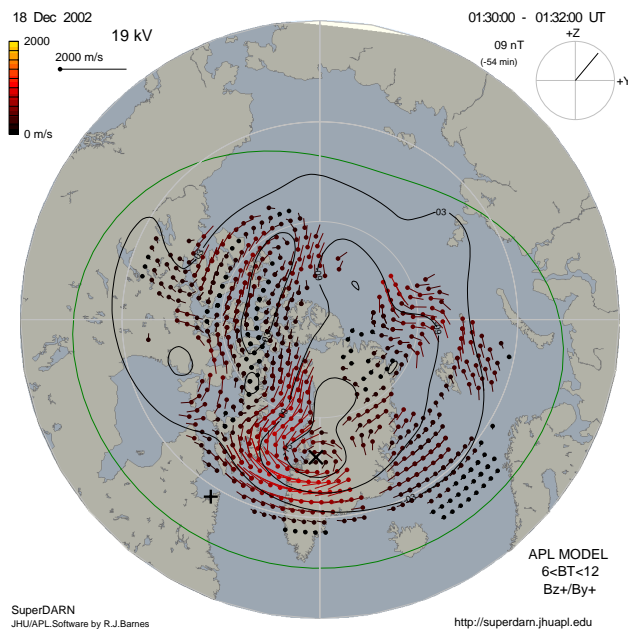 18 Dec 2002
01:30:00 - 01:32:00 UT
19 kV
2000
2000 m/s
0 m/s
09 nT
(-54 min)
+Z
+Y
03
03
APL MODEL
6<BT<12
Bz+/By+
SuperDARN
JHU/APL.Software by R.J.Barnes
http://superdarn.jhuapl.edu